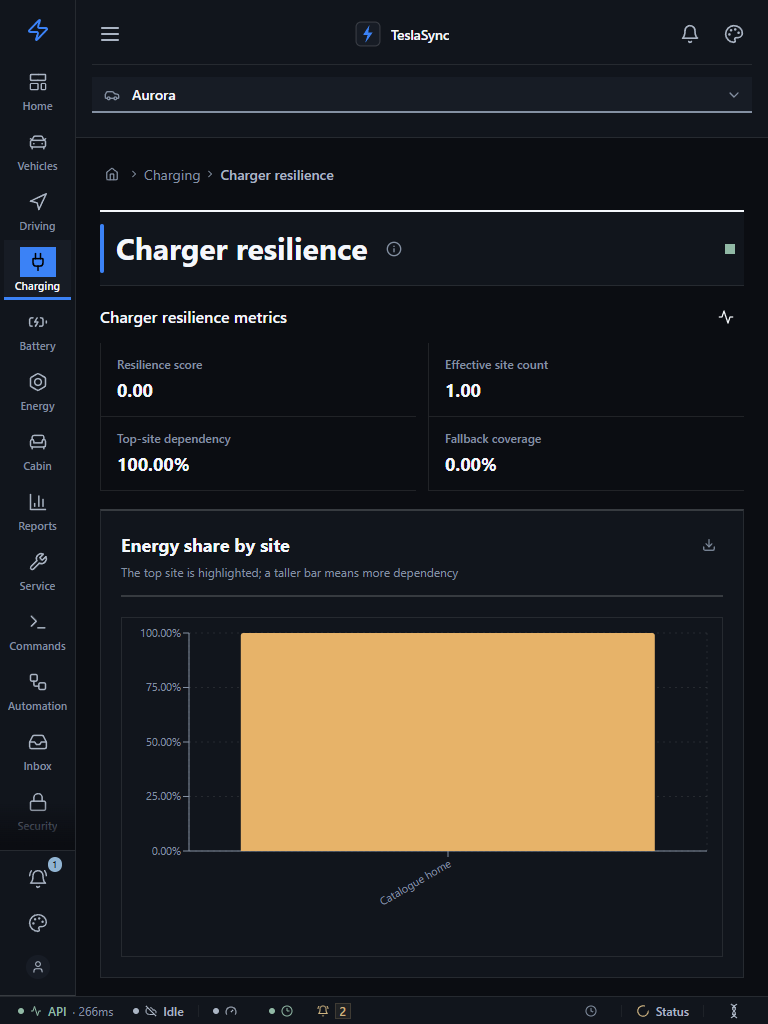 TeslaSync
Aurora
Home
Vehicles
Driving
Charging
Battery
Energy
Cabin
Reports
Service
Commands
Automation
Inbox
Security
1
Charging
Charger resilience
Charger resilience
Charger resilience metrics
Resilience score
0.00
Effective site count
1.00
Top-site dependency
100.00%
Fallback coverage
0.00%
Energy share by site
The top site is highlighted; a taller bar means more dependency
100.00%
75.00%
50.00%
25.00%
0.00%
Catalogue home
API · 266ms
Idle
2
Status